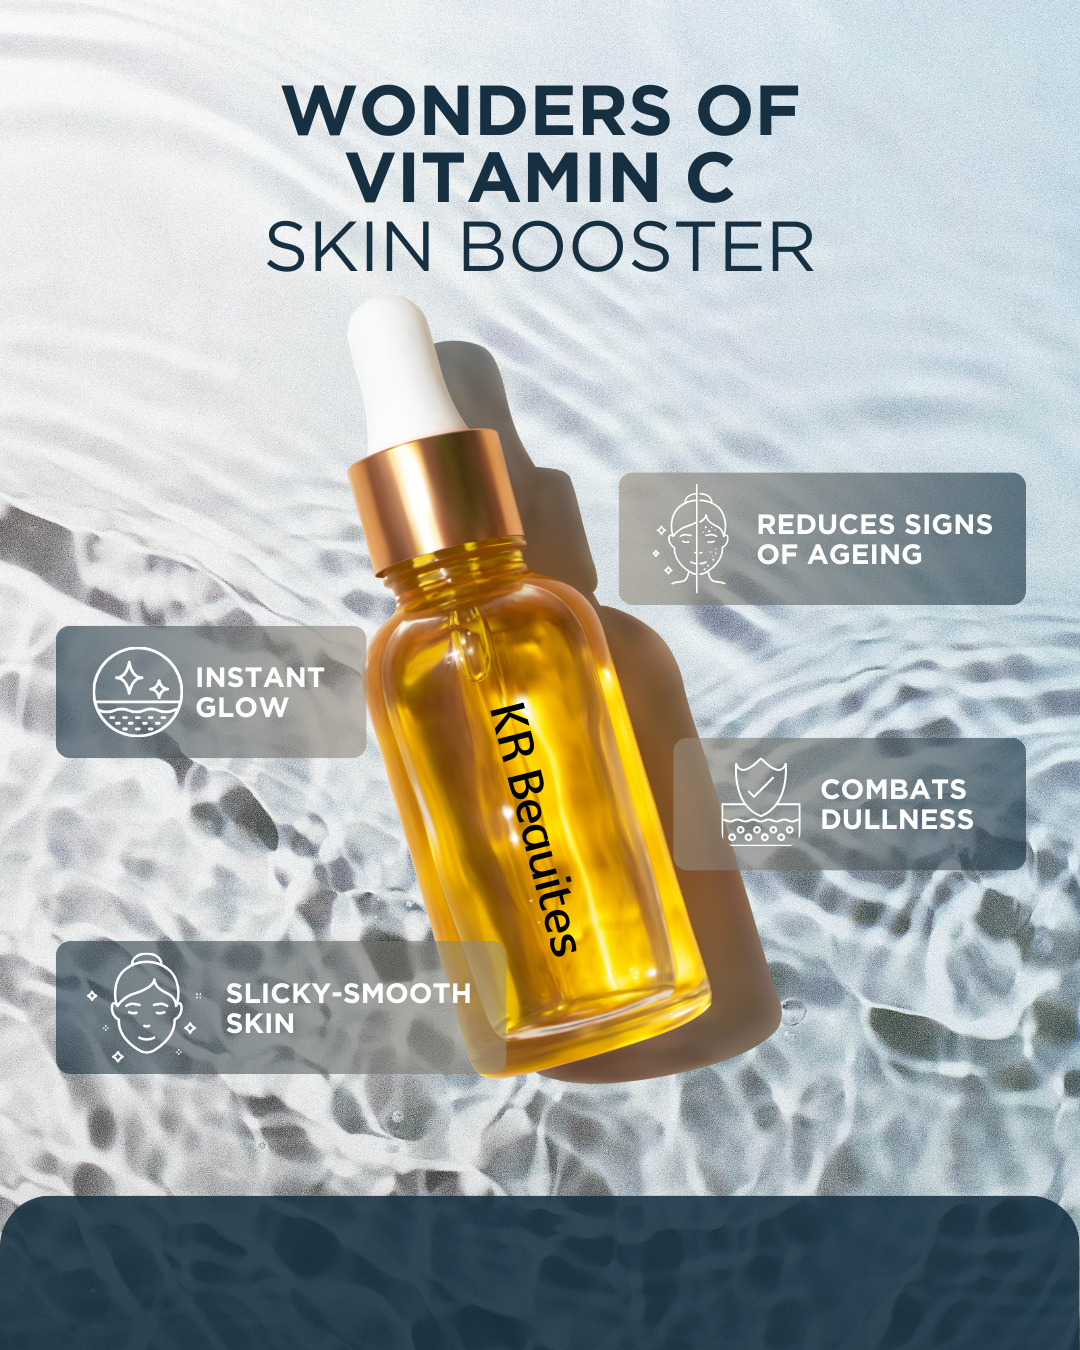 WONDERS OF
VITAMIN C
SKIN BOOSTER
REDUCES SIGNS
OF AGEING
INSTANT
GLOW
KR Beauites
COMBATS
DULLNESS
SLICKY-SMOOTH
SKIN